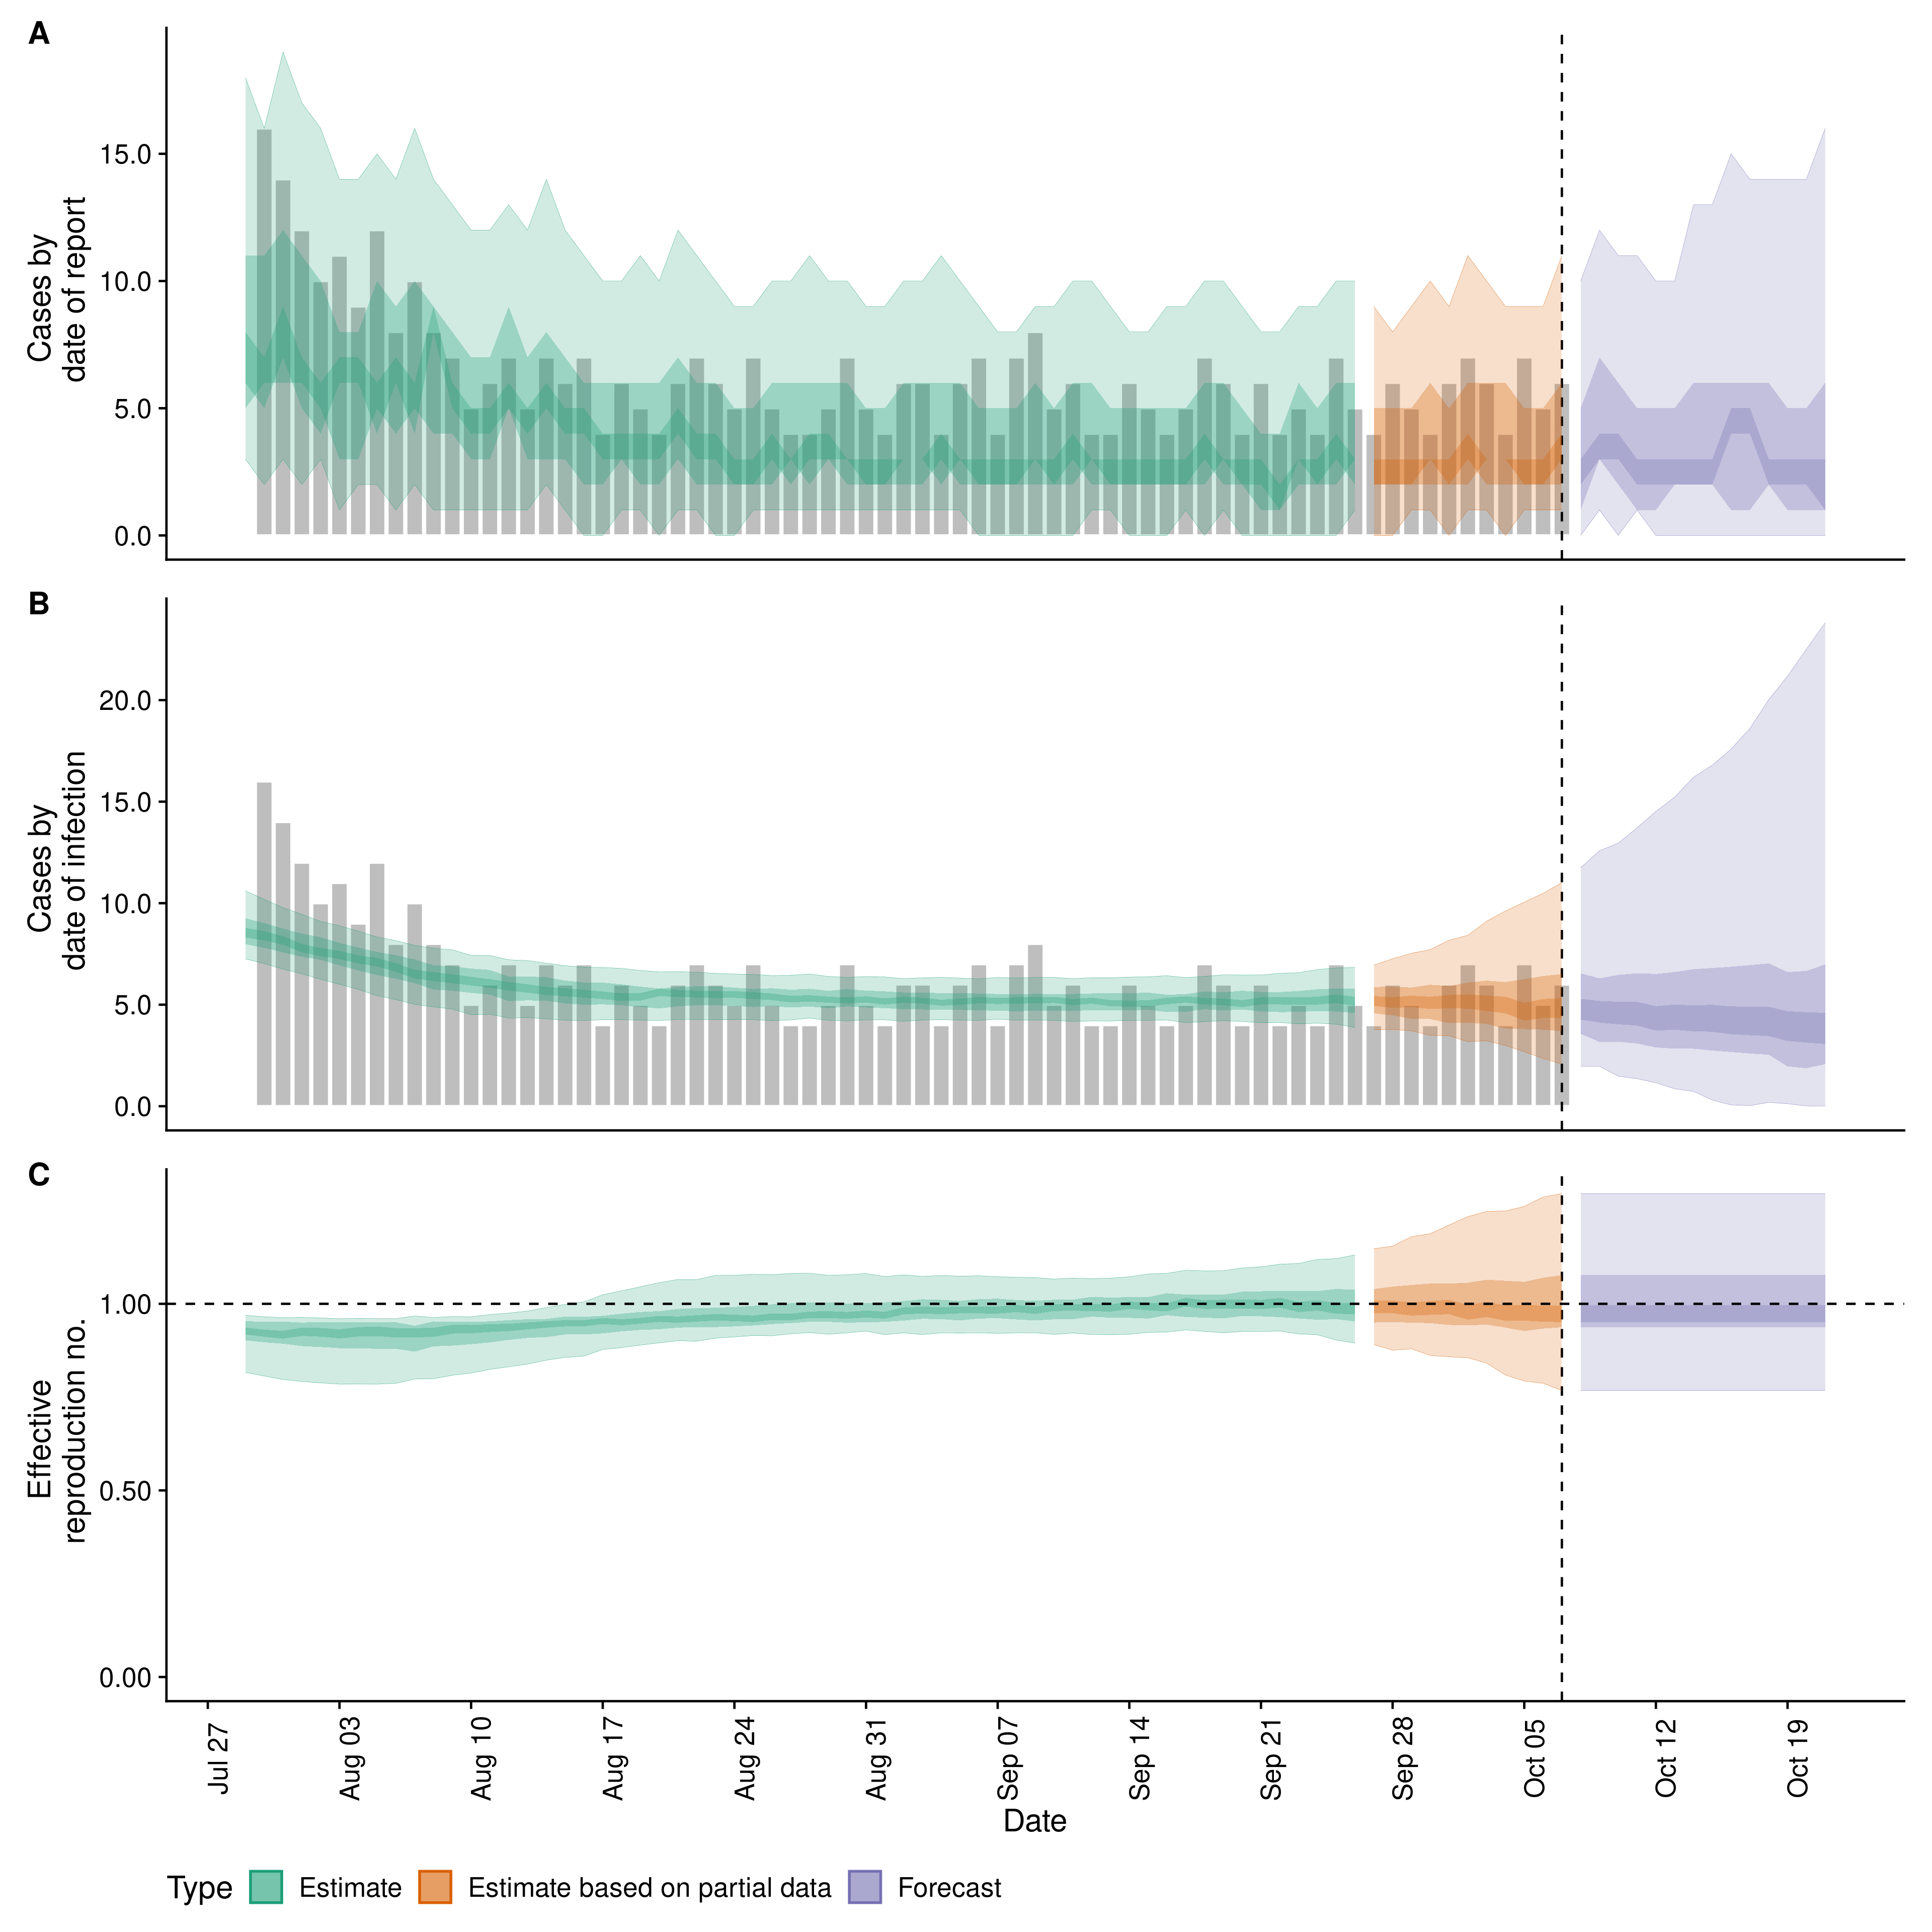 A
Cases by
date of report
15.0
10.0
5.0
0.0
B
Cases by
date of infection
20.0
15.0
10.0
5.0
0.0
C
Effective
reproduction no.
1.00
0.50
0.00
Jul 27
Aug 03
Aug 10
Aug 17
Aug 24
Aug 31
Sep 07
Sep 14
Sep 21
Sep 28
Oct 05
Oct 12
Oct 19
Date
Type Estimate Estimate based on partial data Forecast